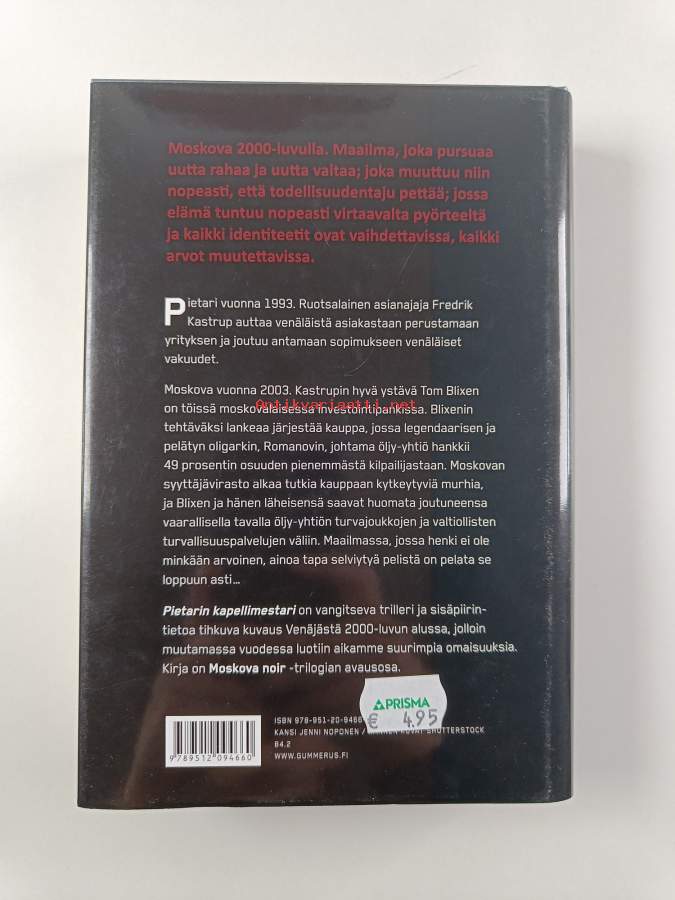 Moskova 2000-luvulla. Maailma, joka pursuaa
uutta rahaa ja uutta valtaa; joka muuttuu niin
nopeasti, että todellisuudentaju pettää; jossa
elämä tuntuu nopeasti virtaavalta pyörteeltä
ja kaikki identiteetit ovat vaihdettavissa, kaikki
arvot muutettavissa.
Pietari vuonna 1993. Ruotsalainen asianajaja Fredrik
Kastrup auttaa venäläistä asiakastaan perustamaan
yrityksen ja joutuu antamaan sopimukseen venäläiset
vakuudet.
Moskova vuonna 2003. Kastrupin hyvä ystävä Tom Blixen
on töissä moskovalaisessa investointipankissa. Blixenin
Antikvariaatti.net
tehtäväksi lankeaa järjestää kauppa, jossa legendaarisen ja
pelätyn oligarkin, Romanovin, johtama öljy-yhtiö hankkii
49 prosentin osuuden pienemmästä kilpailijastaan. Moskovan
syyttäjävirasto alkaa tutkia kauppaan kytkeytyviä murhia,
ja Blixen ja hänen läheisensä saavat huomata joutuneensa
vaarallisella tavalla öljy-yhtiön turvajoukkojen ja valtiollisten
turvallisuuspalvelujen väliin. Maailmassa, jossa henki ei ole
minkään arvoinen, ainoa tapa selviytyä pelistä on pelata se
loppuun asti...
Pietarin kapellimestari on vangitseva trilleri ja sisäpiirin-
tietoa tihkuva kuvaus Venäjästä 2000-luvun alussa, jolloin
muutamassa vuodessa luotiin aikamme suurimpia omaisuuksia.
Kirja on Moskova noir -trilogian avausosa.
PRISMA
€ 4.95
ISBN 978-951-20-9466
KANSI JENNI NOPONEN / KUVAT SHUTTERSTOCK
84.2
WWW.GUMMERUS.FI
9789512094660